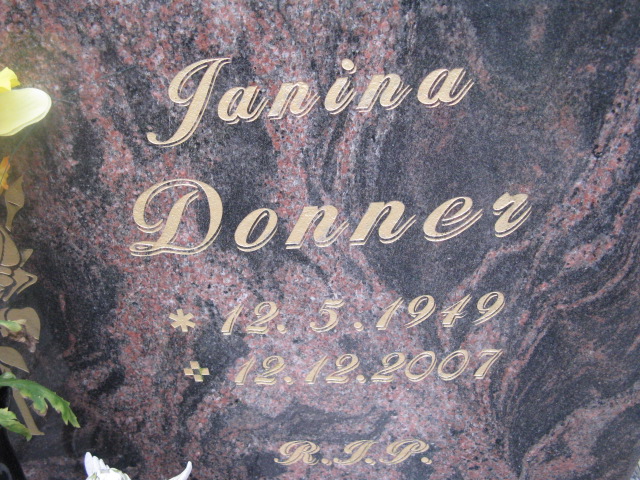 Janina
Donner
* 12. 5. 1949
✜ 12.12.2007
R.I.P.